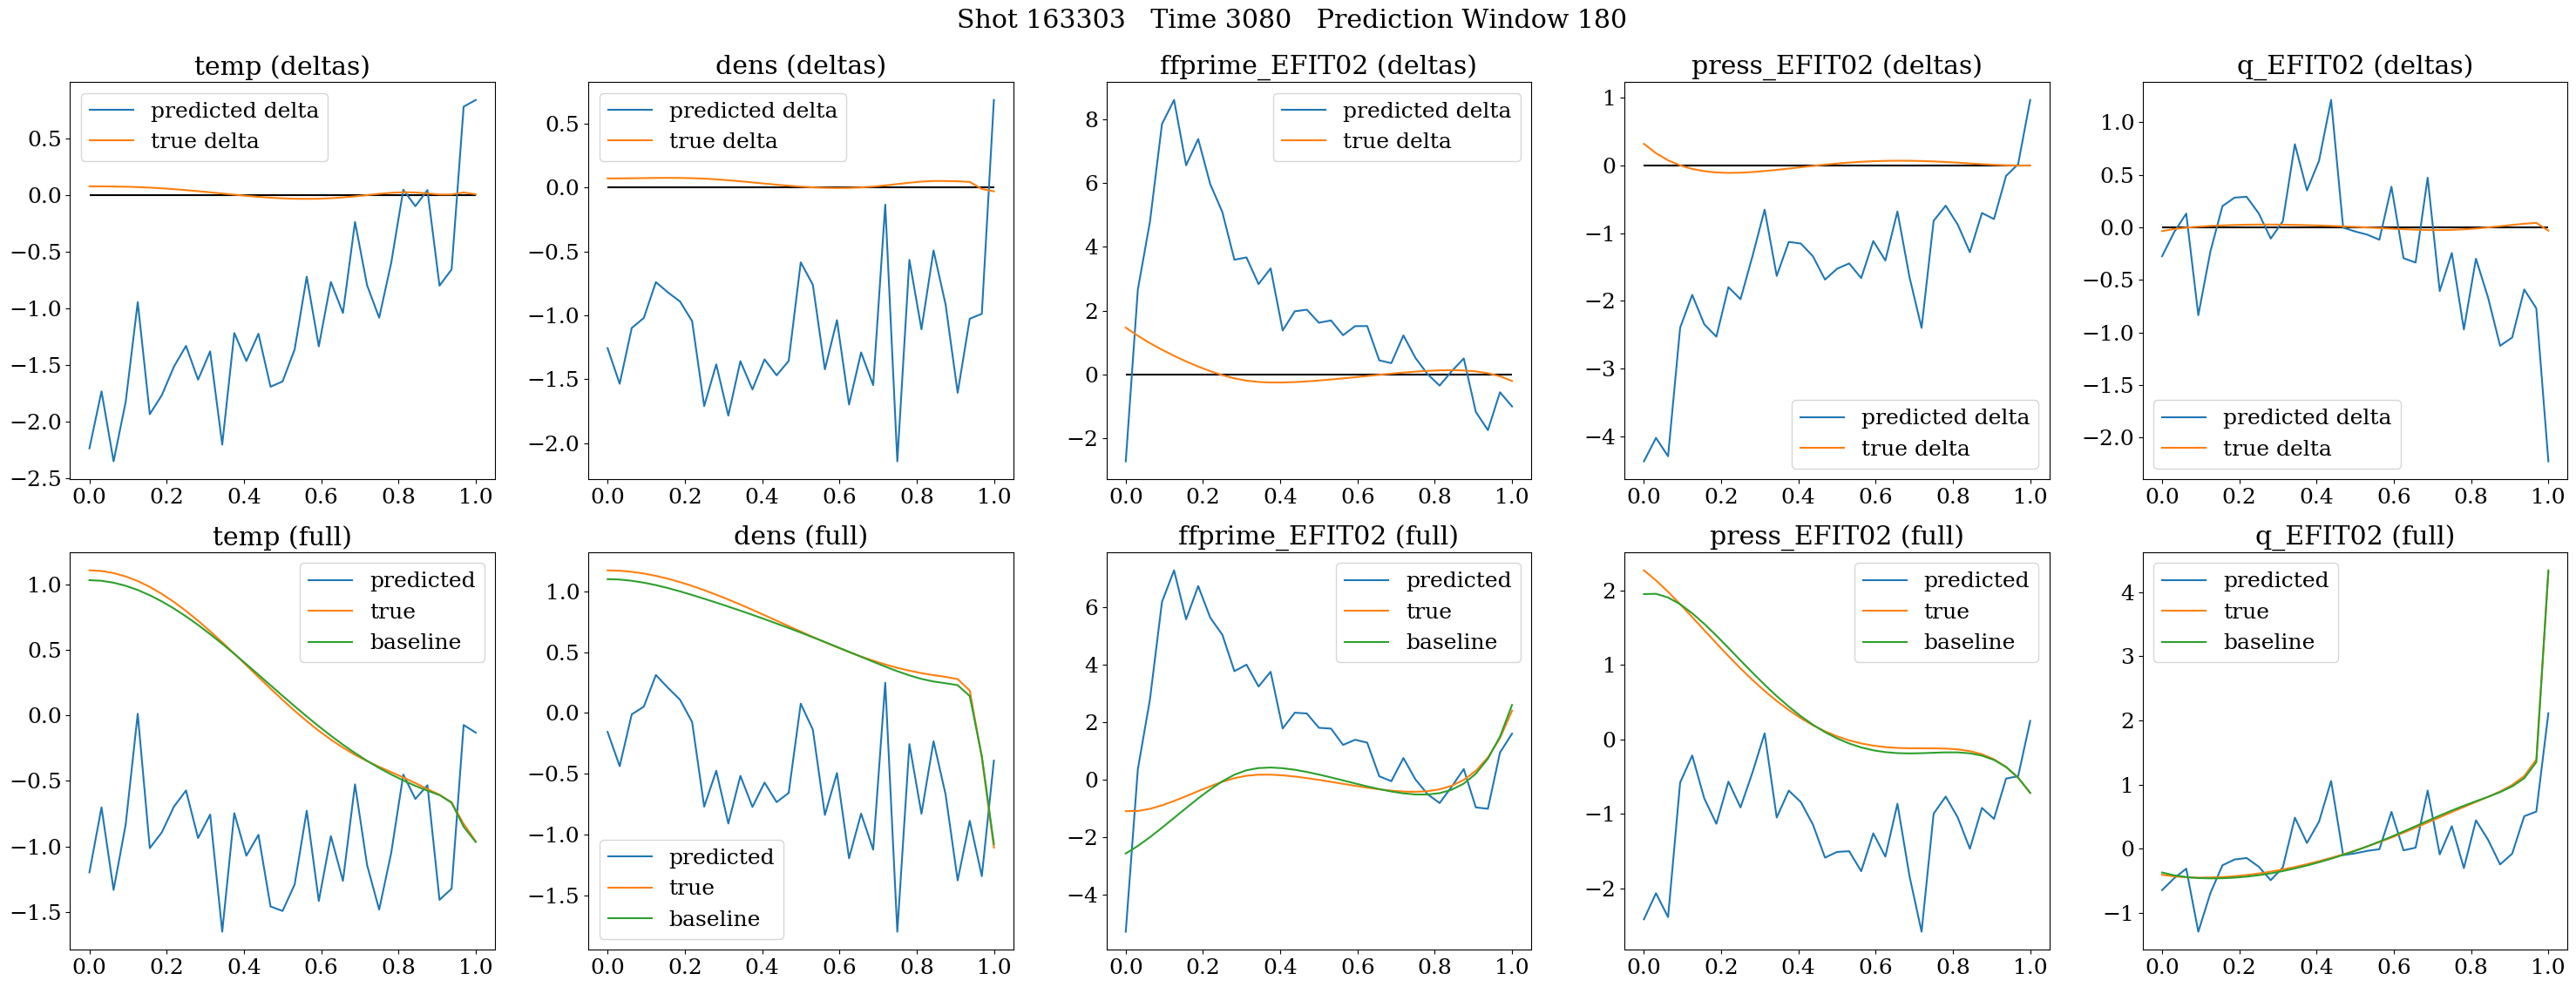 Shot 163303   Time 3080   Prediction Window 180
temp (deltas)
predicted delta
true delta
0.5
0.0
−0.5
−1.0
−1.5
−2.0
−2.5
0.0 0.2 0.4 0.6 0.8 1.0
dens (deltas)
predicted delta
true delta
0.5
0.0
−0.5
−1.0
−1.5
−2.0
0.0 0.2 0.4 0.6 0.8 1.0
ffprime_EFIT02 (deltas)
predicted delta
true delta
8
6
4
2
0
−2
0.0 0.2 0.4 0.6 0.8 1.0
press_EFIT02 (deltas)
1
0
−1
−2
−3
−4
predicted delta
true delta
0.0 0.2 0.4 0.6 0.8 1.0
q_EFIT02 (deltas)
1.0
0.5
0.0
−0.5
−1.0
−1.5
−2.0
predicted delta
true delta
0.0 0.2 0.4 0.6 0.8 1.0
temp (full)
predicted
true
baseline
1.0
0.5
0.0
−0.5
−1.0
−1.5
0.0 0.2 0.4 0.6 0.8 1.0
dens (full)
1.0
0.5
0.0
−0.5
−1.0
−1.5
predicted
true
baseline
0.0 0.2 0.4 0.6 0.8 1.0
ffprime_EFIT02 (full)
predicted
true
baseline
6
4
2
0
−2
−4
0.0 0.2 0.4 0.6 0.8 1.0
press_EFIT02 (full)
predicted
true
baseline
2
1
0
−1
−2
0.0 0.2 0.4 0.6 0.8 1.0
q_EFIT02 (full)
predicted
true
baseline
4
3
2
1
0
−1
0.0 0.2 0.4 0.6 0.8 1.0